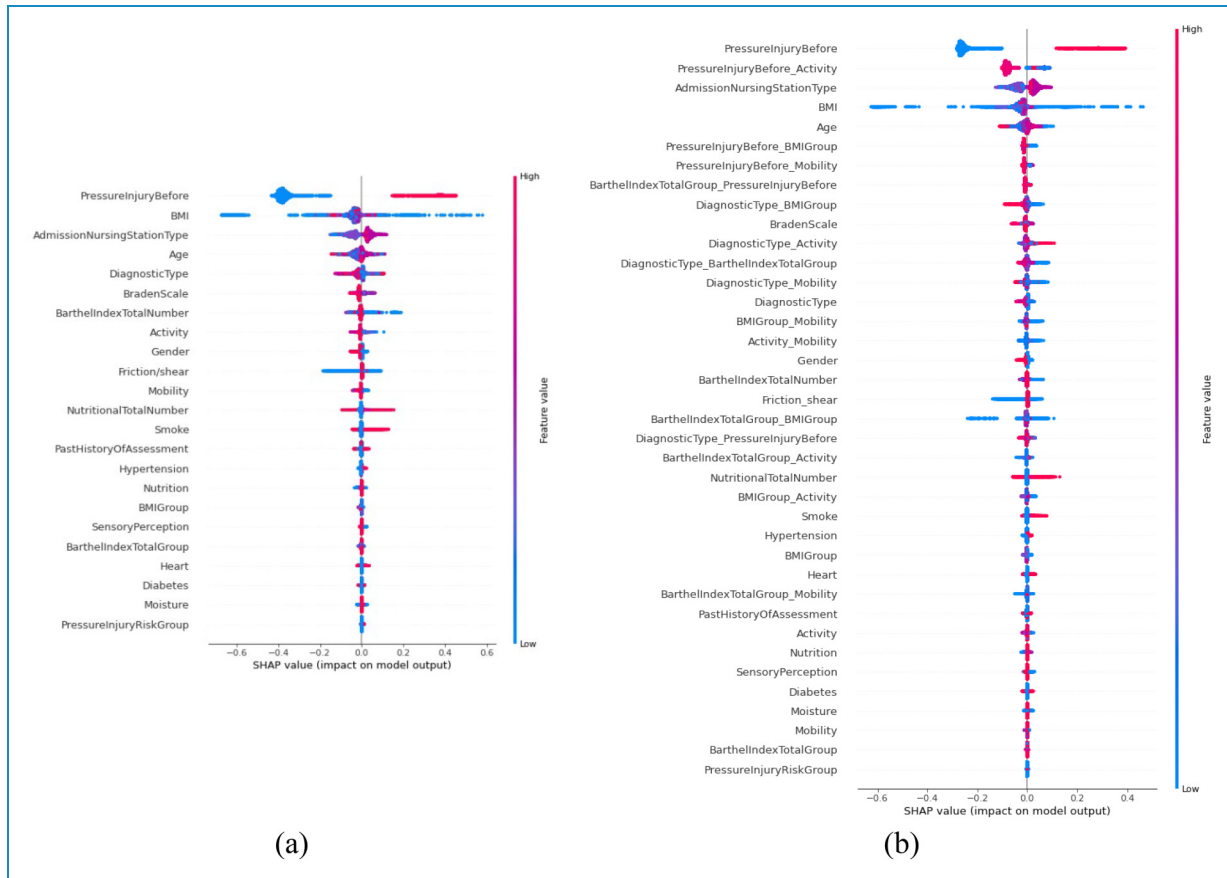 High
PressureInjuryBefore
BMI
AdmissionNursingStationType
Age
DiagnosticType
BradenScale
BarthelIndexTotalNumber
Activity
Gender
Friction/shear
Mobility
NutritionalTotalNumber
Smoke
PastHistoryOfAssessment
Hypertension
Nutrition
BMIGroup
SensoryPerception
BarthelIndexTotalGroup
Heart
Diabetes
Moisture
PressureInjuryRiskGroup
Feature value
Low
−0.6 −0.4 −0.2 0.0 0.2 0.4 0.6
SHAP value (impact on model output)
(a)
High
PressureInjuryBefore
PressureInjuryBefore_Activity
AdmissionNursingStationType
BMI
Age
PressureInjuryBefore_BMIGroup
PressureInjuryBefore_Mobility
BarthelIndexTotalGroup_PressureInjuryBefore
DiagnosticType_BMIGroup
BradenScale
DiagnosticType_Activity
DiagnosticType_BarthelIndexTotalGroup
DiagnosticType_Mobility
DiagnosticType
BMIGroup_Mobility
Activity_Mobility
Gender
BarthelIndexTotalNumber
Friction_shear
BarthelIndexTotalGroup_BMIGroup
DiagnosticType_PressureInjuryBefore
BarthelIndexTotalGroup_Activity
NutritionalTotalNumber
BMIGroup_Activity
Smoke
Hypertension
BMIGroup
Heart
BarthelIndexTotalGroup_Mobility
PastHistoryOfAssessment
Activity
Nutrition
SensoryPerception
Diabetes
Moisture
Mobility
BarthelIndexTotalGroup
PressureInjuryRiskGroup
Feature value
Low
−0.6 −0.4 −0.2 0.0 0.2 0.4
SHAP value (impact on model output)
(b)